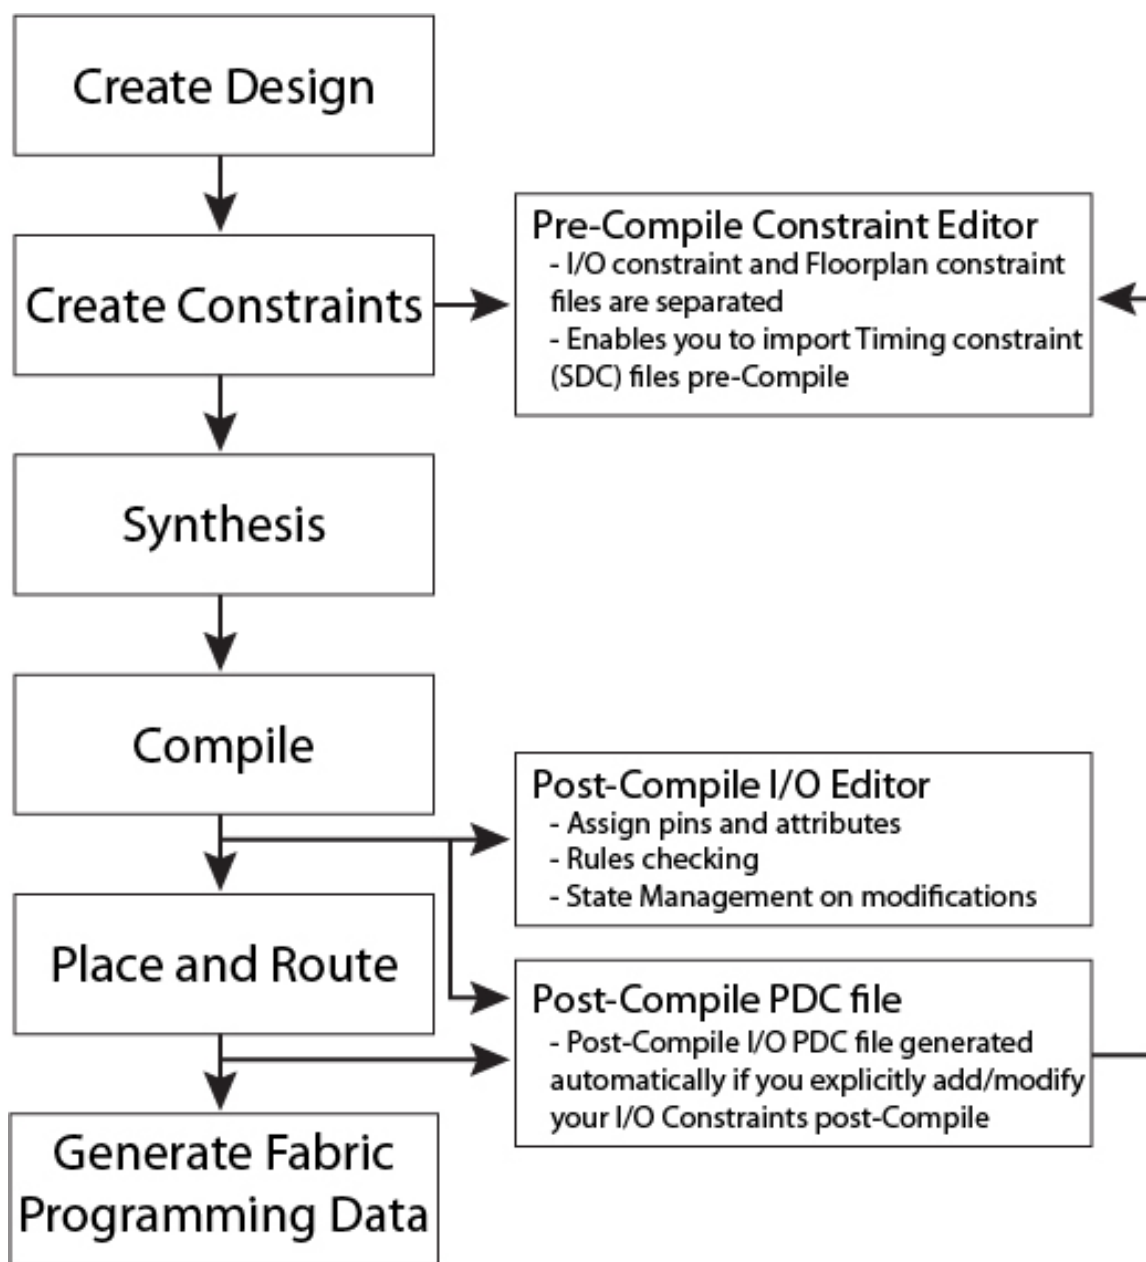 Create Design
Create Constraints
Pre-Compile Constraint Editor
- I/O constraint and Floorplan constraint
files are separated
- Enables you to import Timing constraint
(SDC) files pre-Compile
Synthesis
Compile
Post-Compile I/O Editor
- Assign pins and attributes
- Rules checking
- State Management on modifications
Place and Route
Post-Compile PDC file
- Post-Compile I/O PDC file generated
automatically if you explicitly add/modify
your I/O Constraints post-Compile
Generate Fabric
Programming Data